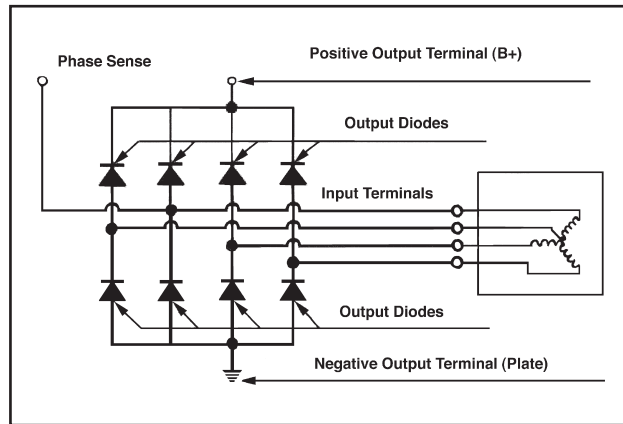 Positive Output Terminal (B+)
Phase Sense
Output Diodes
Input Terminals
Output Diodes
Negative Output Terminal (Plate)